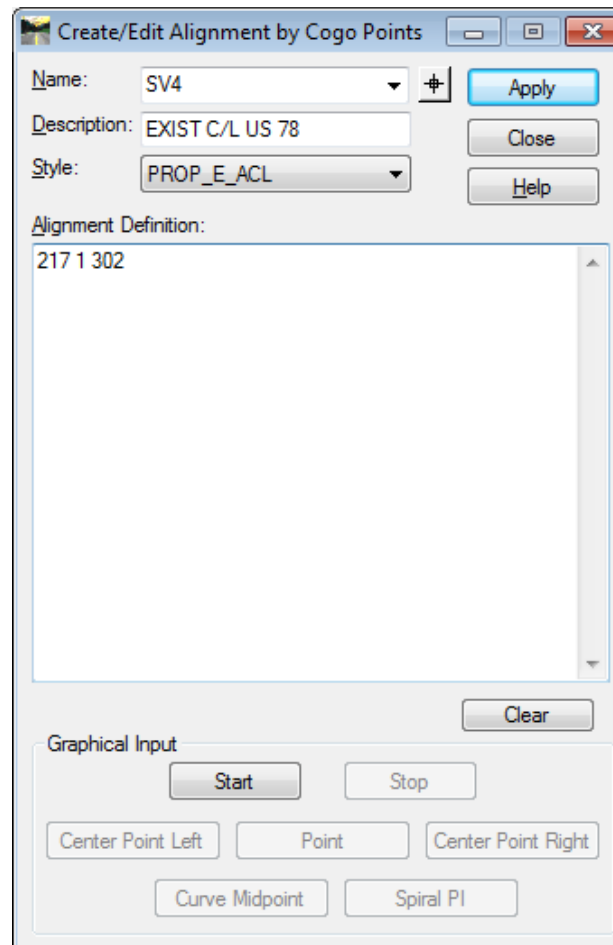 Create/Edit Alignment by Cogo Points
Name: SV4
Apply
Description: EXIST C/L US 78
Close
Style: PROP_E_ACL
Help
Alignment Definition:
217 1 302
Clear
Graphical Input
Start Stop
Center Point Left Point Center Point Right
Curve Midpoint Spiral PI